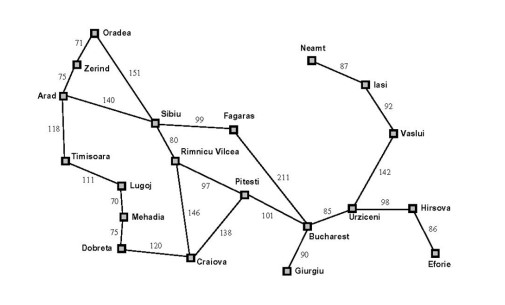 Oradea
71
Neamt
87
Zerind
151
75
Iasi
Arad
140
92
Sibiu
Fagaras
99
118
80
Vaslui
Timisoara
Rimnicu Vilcea
142
111
211
Lugoj
97
Pitesti
70
98
Hirsova
146
101
85
Mehadia
Urziceni
138
86
75
Bucharest
120
Dobreta
90
Craiova
Eforie
Giurgiu